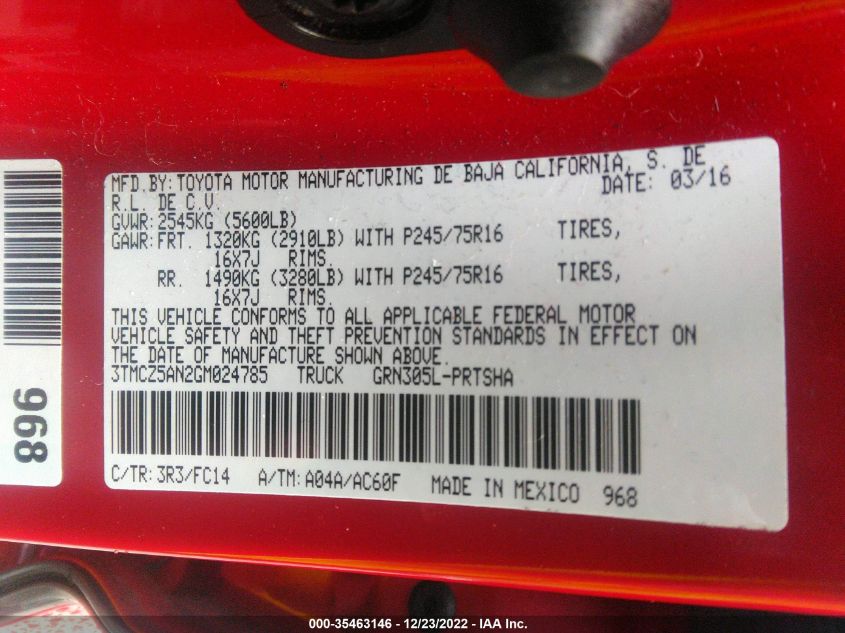 MFD.BY:TOYOTA MOTOR MANUFACTURING DE BAJA CALIFORNIA, S. DE
R.L. DE C.V. DATE: 03/16
GVWR:2545KG (5600LB)
GAWR:FRT. 1320KG (2910LB) WITH P245/75R16 TIRES,
16X7J RIMS.
RR. 1490KG (3280LB) WITH P245/75R16 TIRES,
16X7J RIMS.
THIS VEHICLE CONFORMS TO ALL APPLICABLE FEDERAL MOTOR
VEHICLE SAFETY AND THEFT PREVENTION STANDARDS IN EFFECT ON
THE DATE OF MANUFACTURE SHOWN ABOVE.
3TMCZ5AN2GM024785 TRUCK GRN305L-PRTSHA
C/TR:3R3/FC14 A/TM:A04A/AC60F MADE IN MEXICO 968
968
000-35463146 - 12/23/2022 - IAA Inc.